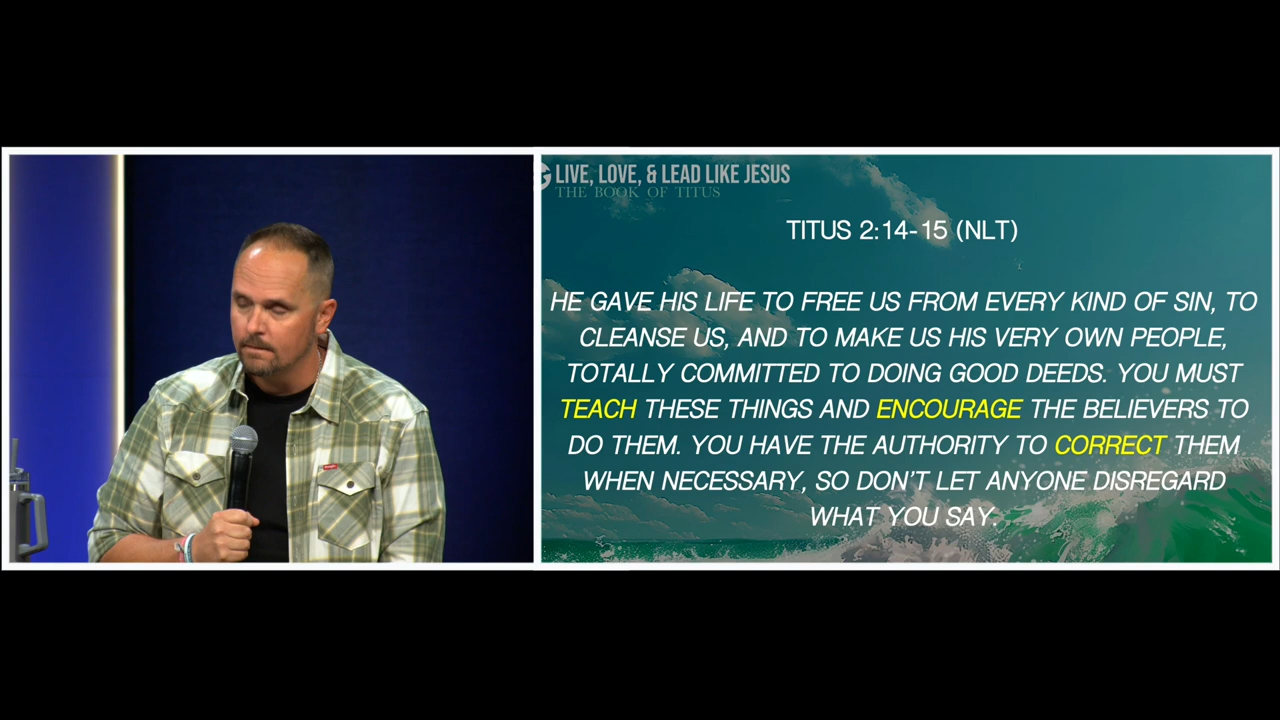 LIVE, LOVE, & LEAD LIKE JESUS
THE BOOK OF TITUS
TITUS 2:14-15 (NLT)
HE GAVE HIS LIFE TO FREE US FROM EVERY KIND OF SIN, TO
CLEANSE US, AND TO MAKE US HIS VERY OWN PEOPLE,
TOTALLY COMMITTED TO DOING GOOD DEEDS. YOU MUST
TEACH THESE THINGS AND ENCOURAGE THE BELIEVERS TO
DO THEM. YOU HAVE THE AUTHORITY TO CORRECT THEM
WHEN NECESSARY, SO DON'T LET ANYONE DISREGARD
WHAT YOU SAY.